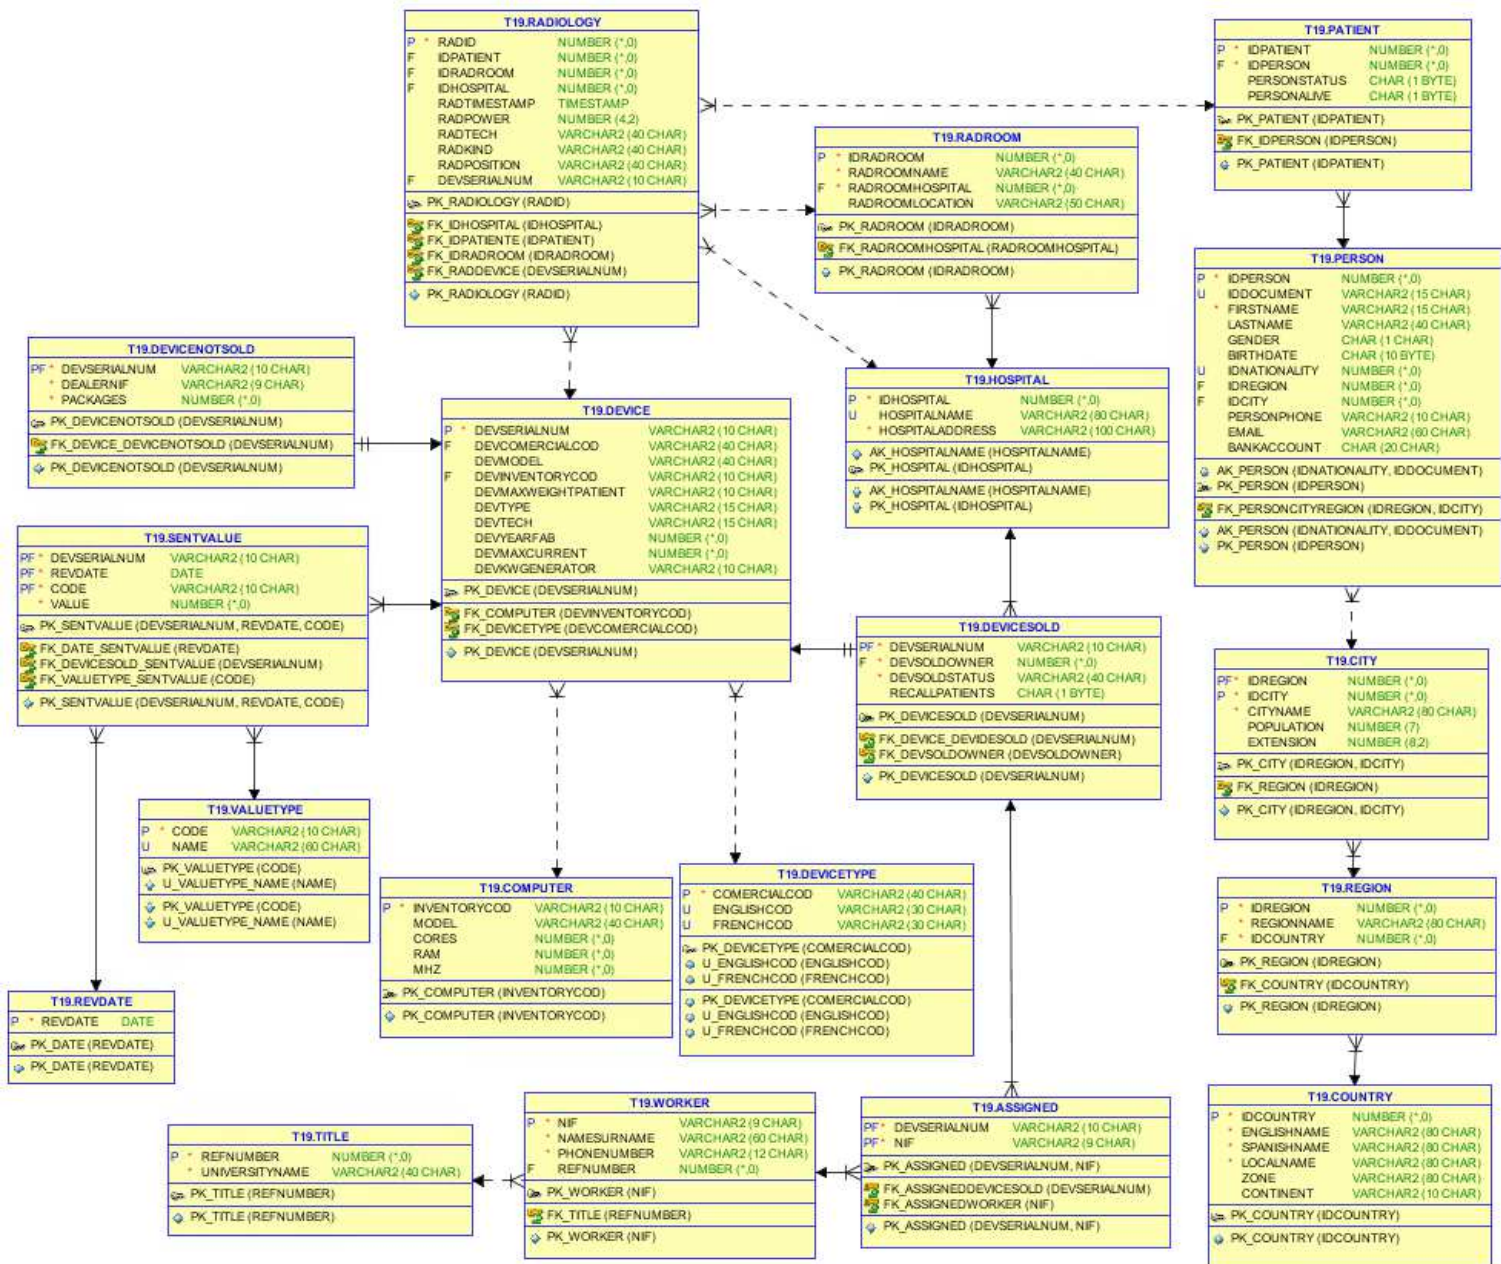 T19.RADIOLOGY
P * RADID NUMBER (*,0)
F IDPATIENT NUMBER (*,0)
F IDRADROOM NUMBER (*,0)
F IDHOSPITAL NUMBER (*,0)
RADTIMESTAMP TIMESTAMP
RADPOWER NUMBER (4,2)
RADTECH VARCHAR2 (40 CHAR)
RADKIND VARCHAR2 (40 CHAR)
RADPOSITION VARCHAR2 (40 CHAR)
F DEVSERIALNUM VARCHAR2 (10 CHAR)
PK_RADIOLOGY (RADID)
FK_IDHOSPITAL (IDHOSPITAL)
FK_IDPATIENTE (IDPATIENT)
FK_IDRADROOM (IDRADROOM)
FK_RADDEVICE (DEVSERIALNUM)
PK_RADIOLOGY (RADID)
T19.PATIENT
P * IDPATIENT NUMBER (*,0)
F * IDPERSON NUMBER (*,0)
PERSONSTATUS CHAR (1 BYTE)
PERSONALIVE CHAR (1 BYTE)
PK_PATIENT (IDPATIENT)
FK_IDPERSON (IDPERSON)
PK_PATIENT (IDPATIENT)
T19.RADROOM
P * IDRADROOM NUMBER (*,0)
* RADROOMNAME VARCHAR2 (40 CHAR)
F * RADROOMHOSPITAL NUMBER (*,0)
RADROOMLOCATION VARCHAR2 (50 CHAR)
PK_RADROOM (IDRADROOM)
FK_RADROOMHOSPITAL (RADROOMHOSPITAL)
PK_RADROOM (IDRADROOM)
T19.PERSON
P * IDPERSON NUMBER (*,0)
U IDDOCUMENT VARCHAR2 (15 CHAR)
* FIRSTNAME VARCHAR2 (15 CHAR)
LASTNAME VARCHAR2 (40 CHAR)
GENDER CHAR (1 CHAR)
BIRTHDATE CHAR (10 BYTE)
U IDNATIONALITY NUMBER (*,0)
F IDREGION NUMBER (*,0)
F IDCITY NUMBER (*,0)
PERSONPHONE VARCHAR2 (10 CHAR)
EMAIL VARCHAR2 (60 CHAR)
BANKACCOUNT CHAR (20 CHAR)
AK_PERSON (IDNATIONALITY, IDDOCUMENT)
PK_PERSON (IDPERSON)
FK_PERSONCITYREGION (IDREGION, IDCITY)
AK_PERSON (IDNATIONALITY, IDDOCUMENT)
PK_PERSON (IDPERSON)
T19.DEVICENOTSOLD
PF * DEVSERIALNUM VARCHAR2 (10 CHAR)
* DEALERNIF VARCHAR2 (9 CHAR)
* PACKAGES NUMBER (*,0)
PK_DEVICENOTSOLD (DEVSERIALNUM)
FK_DEVICE_DEVICENOTSOLD (DEVSERIALNUM)
PK_DEVICENOTSOLD (DEVSERIALNUM)
T19.DEVICE
P * DEVSERIALNUM VARCHAR2 (10 CHAR)
F DEVCOMERCIALCOD VARCHAR2 (40 CHAR)
DEVMODEL VARCHAR2 (40 CHAR)
F DEVINVENTORYCOD VARCHAR2 (10 CHAR)
DEVMAXWEIGHTPATIENT VARCHAR2 (10 CHAR)
DEVTYPE VARCHAR2 (15 CHAR)
DEVTECH VARCHAR2 (15 CHAR)
DEVYEARFAB NUMBER (*,0)
DEVMAXCURRENT NUMBER (*,0)
DEVKWGENERATOR VARCHAR2 (10 CHAR)
PK_DEVICE (DEVSERIALNUM)
FK_COMPUTER (DEVINVENTORYCOD)
FK_DEVICETYPE (DEVCOMERCIALCOD)
PK_DEVICE (DEVSERIALNUM)
T19.HOSPITAL
P * IDHOSPITAL NUMBER (*,0)
U HOSPITALNAME VARCHAR2 (80 CHAR)
* HOSPITALADDRESS VARCHAR2 (100 CHAR)
AK_HOSPITALNAME (HOSPITALNAME)
PK_HOSPITAL (IDHOSPITAL)
AK_HOSPITALNAME (HOSPITALNAME)
PK_HOSPITAL (IDHOSPITAL)
T19.SENTVALUE
PF * DEVSERIALNUM VARCHAR2 (10 CHAR)
PF * REVDATE DATE
PF * CODE VARCHAR2 (10 CHAR)
* VALUE NUMBER (*,0)
PK_SENTVALUE (DEVSERIALNUM, REVDATE, CODE)
FK_DATE_SENTVALUE (REVDATE)
FK_DEVICESOLD_SENTVALUE (DEVSERIALNUM)
FK_VALUETYPE_SENTVALUE (CODE)
PK_SENTVALUE (DEVSERIALNUM, REVDATE, CODE)
T19.DEVICESOLD
PF * DEVSERIALNUM VARCHAR2 (10 CHAR)
F * DEVSOLDOWNER NUMBER (*,0)
* DEVSOLDSTATUS VARCHAR2 (40 CHAR)
RECALLPATIENTS CHAR (1 BYTE)
PK_DEVICESOLD (DEVSERIALNUM)
FK_DEVICE_DEVIDESOLD (DEVSERIALNUM)
FK_DEVSOLDOWNER (DEVSOLDOWNER)
PK_DEVICESOLD (DEVSERIALNUM)
T19.CITY
PF * IDREGION NUMBER (*,0)
P * IDCITY NUMBER (*,0)
* CITYNAME VARCHAR2 (80 CHAR)
POPULATION NUMBER (7)
EXTENSION NUMBER (8,2)
PK_CITY (IDREGION, IDCITY)
FK_REGION (IDREGION)
PK_CITY (IDREGION, IDCITY)
T19.VALUETYPE
P * CODE VARCHAR2 (10 CHAR)
U NAME VARCHAR2 (60 CHAR)
PK_VALUETYPE (CODE)
U_VALUETYPE_NAME (NAME)
PK_VALUETYPE (CODE)
U_VALUETYPE_NAME (NAME)
T19.COMPUTER
P * INVENTORYCOD VARCHAR2 (10 CHAR)
MODEL VARCHAR2 (40 CHAR)
CORES NUMBER (*,0)
RAM NUMBER (*,0)
MHZ NUMBER (*,0)
PK_COMPUTER (INVENTORYCOD)
PK_COMPUTER (INVENTORYCOD)
T19.DEVICETYPE
P * COMERCIALCOD VARCHAR2 (40 CHAR)
U ENGLISHCOD VARCHAR2 (30 CHAR)
U FRENCHCOD VARCHAR2 (30 CHAR)
PK_DEVICETYPE (COMERCIALCOD)
U_ENGLISHCOD (ENGLISHCOD)
U_FRENCHCOD (FRENCHCOD)
PK_DEVICETYPE (COMERCIALCOD)
U_ENGLISHCOD (ENGLISHCOD)
U_FRENCHCOD (FRENCHCOD)
T19.REGION
P * IDREGION NUMBER (*,0)
* REGIONNAME VARCHAR2 (80 CHAR)
F * IDCOUNTRY NUMBER (*,0)
PK_REGION (IDREGION)
FK_COUNTRY (IDCOUNTRY)
PK_REGION (IDREGION)
T19.REVDATE
P * REVDATE DATE
PK_DATE (REVDATE)
PK_DATE (REVDATE)
T19.TITLE
P * REFNUMBER NUMBER (*,0)
* UNIVERSITYNAME VARCHAR2 (40 CHAR)
PK_TITLE (REFNUMBER)
PK_TITLE (REFNUMBER)
T19.WORKER
P * NIF VARCHAR2 (9 CHAR)
* NAMESURNAME VARCHAR2 (60 CHAR)
* PHONENUMBER VARCHAR2 (12 CHAR)
F REFNUMBER NUMBER (*,0)
PK_WORKER (NIF)
FK_TITLE (REFNUMBER)
PK_WORKER (NIF)
T19.ASSIGNED
PF * DEVSERIALNUM VARCHAR2 (10 CHAR)
PF * NIF VARCHAR2 (9 CHAR)
PK_ASSIGNED (DEVSERIALNUM, NIF)
FK_ASSIGNEDDEVICESOLD (DEVSERIALNUM)
FK_ASSIGNEDWORKER (NIF)
PK_ASSIGNED (DEVSERIALNUM, NIF)
T19.COUNTRY
P * IDCOUNTRY NUMBER (*,0)
* ENGLISHNAME VARCHAR2 (80 CHAR)
* SPANISHNAME VARCHAR2 (80 CHAR)
* LOCALNAME VARCHAR2 (80 CHAR)
ZONE VARCHAR2 (80 CHAR)
CONTINENT VARCHAR2 (10 CHAR)
PK_COUNTRY (IDCOUNTRY)
PK_COUNTRY (IDCOUNTRY)